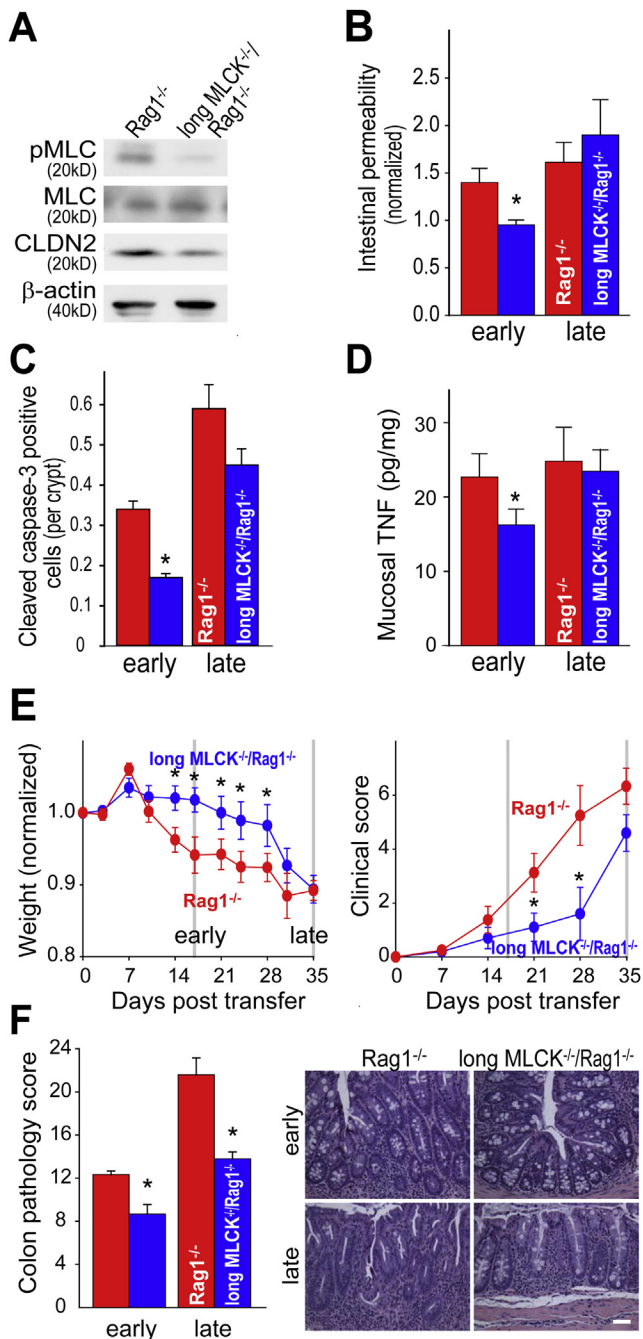 A
Rag1-/-
long MLCK-/-/
Rag1-/-
pMLC
(20kD)
MLC
(20kD)
CLDN2
(20kD)
β-actin
(40kD)
B
Intestinal permeability
(normalized)
2.5
2.0
1.5
1.0
0.5
0.0
*
Rag1-/-
long MLCK-/-/Rag1-/-
early
late
C
Cleaved caspase-3 positive
cells (per crypt)
0.6
0.5
0.4
0.3
0.2
0.1
0
*
Rag1-/-
long MLCK-/-/Rag1-/-
early
late
D
Mucosal TNF (pg/mg)
30
20
10
0
*
Rag1-/-
long MLCK-/-/Rag1-/-
early
late
E
Weight (normalized)
1.0
0.9
0.8
long MLCK-/-/Rag1-/-
* * * * *
Rag1-/-
early
late
0 7 14 21 28 35
Days post transfer
Clinical score
6
4
2
0
Rag1-/-
* *
long MLCK-/-/Rag1-/-
0 7 14 21 28 35
Days post transfer
F
Colon pathology score
24
20
16
12
8
4
0
*
*
Rag1-/-
long MLCK-/-/Rag1-/-
early
late
Rag1-/-
long MLCK-/-/Rag1-/-
early
late